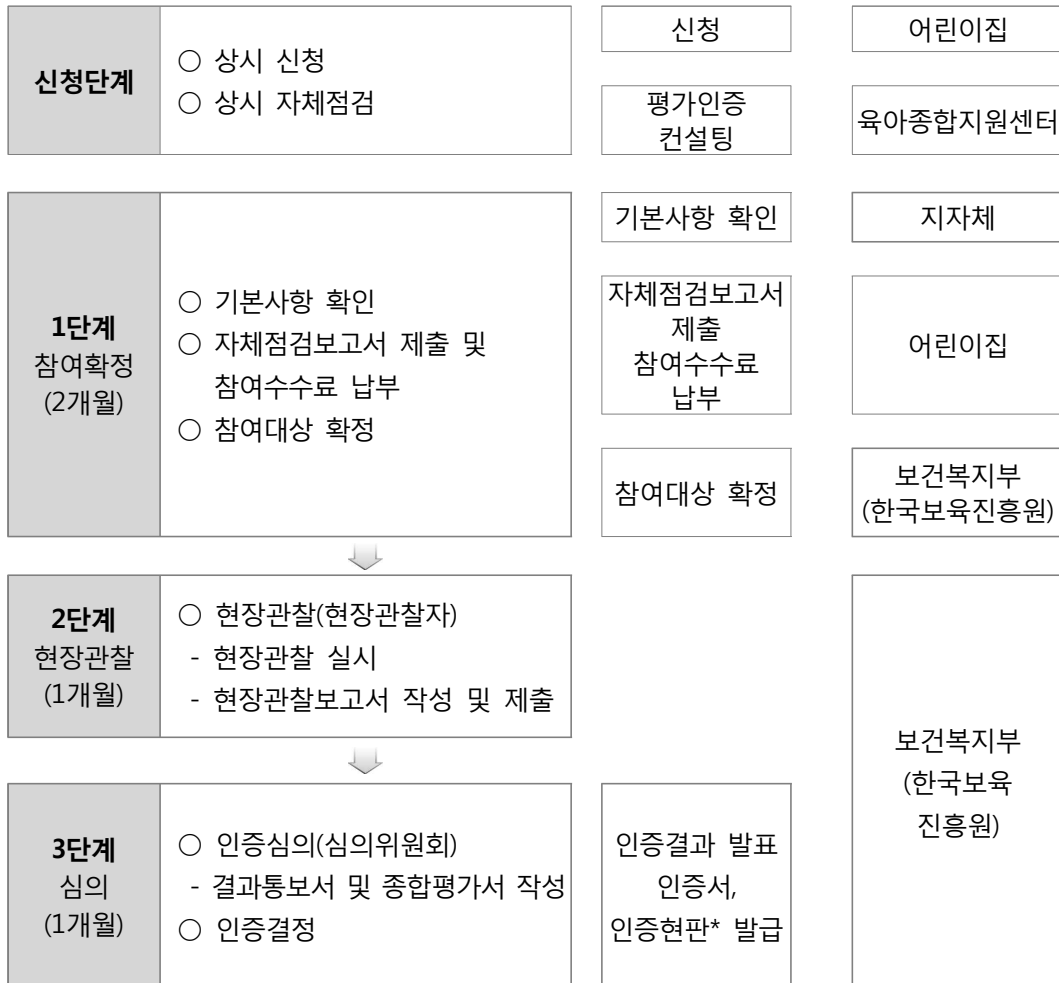 신청단계
○ 상시 신청
○ 상시 자체점검
신청
어린이집
평가인증
컨설팅
육아종합지원센터
1단계
참여확정
(2개월)
○ 기본사항 확인
○ 자체점검보고서 제출 및
참여수수료 납부
○ 참여대상 확정
기본사항 확인
지자체
자체점검보고서
제출
참여수수료
납부
어린이집
참여대상 확정
보건복지부
(한국보육진흥원)
2단계
현장관찰
(1개월)
○ 현장관찰(현장관찰자)
- 현장관찰 실시
- 현장관찰보고서 작성 및 제출
3단계
심의
(1개월)
○ 인증심의(심의위원회)
- 결과통보서 및 종합평가서 작성
○ 인증결정
인증결과 발표
인증서,
인증현판* 발급
보건복지부
(한국보육
진흥원)